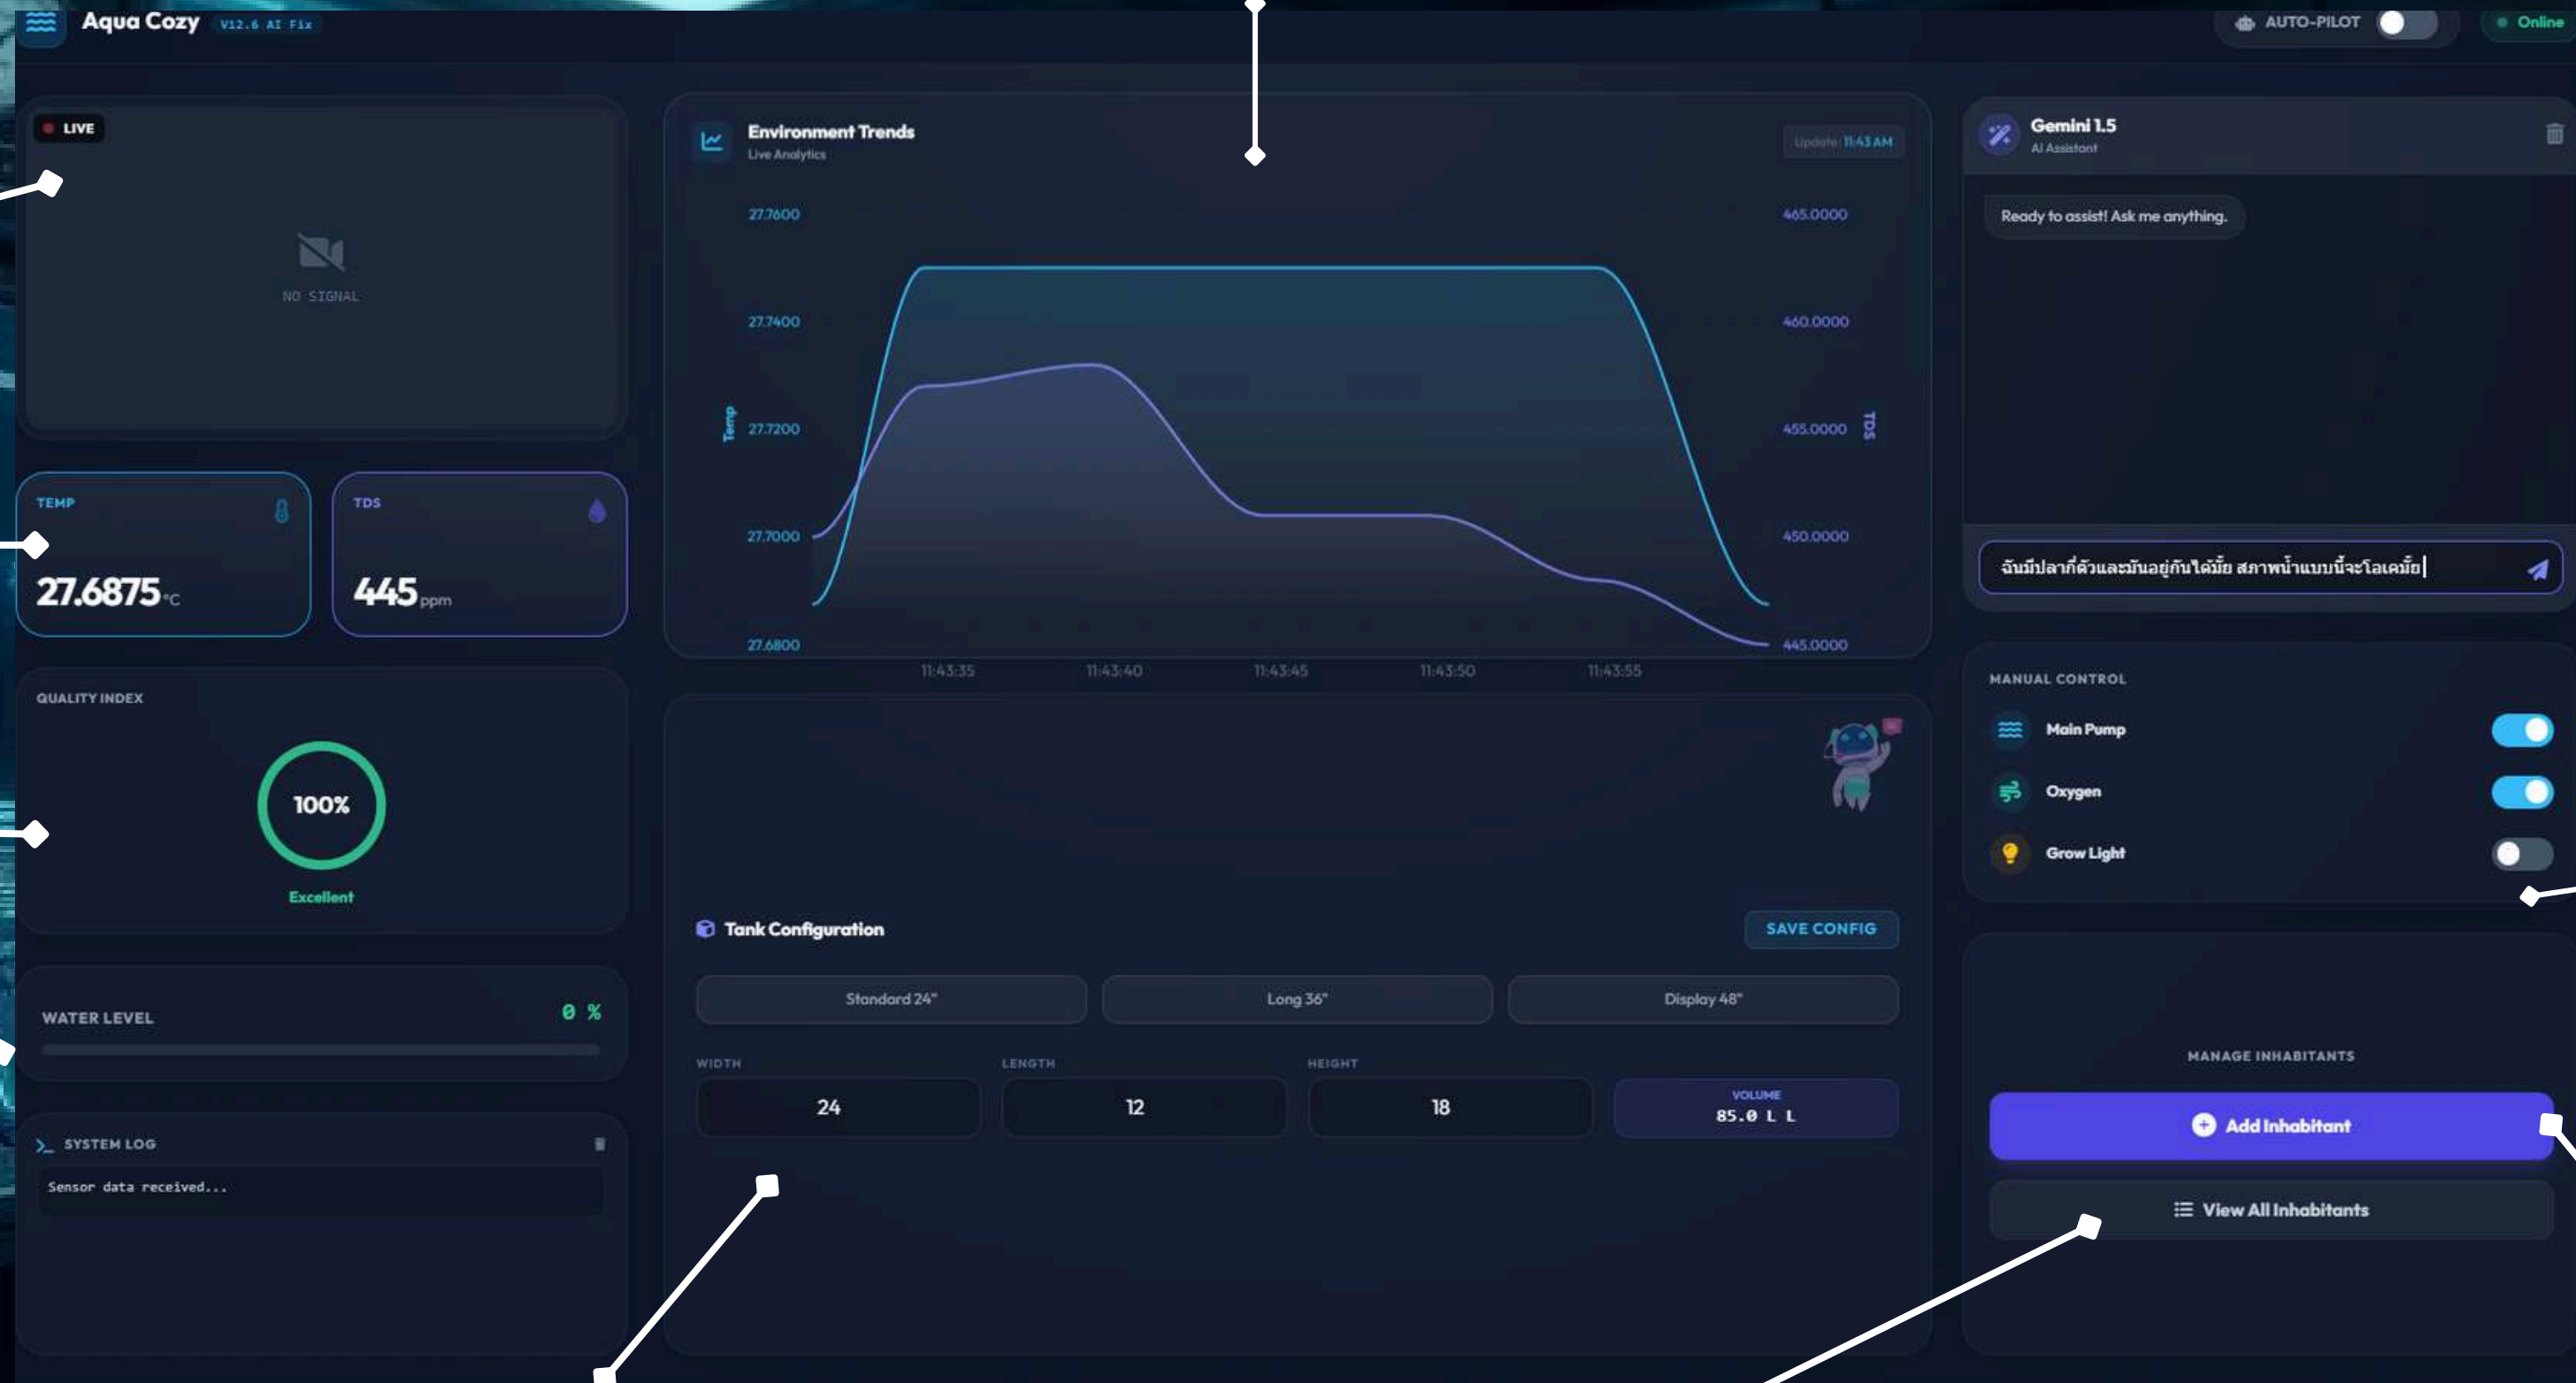 Aqua Cozy V12.6 AI Fix
AUTO-PILOT
Online
LIVE
NO SIGNAL
TEMP
27.6875 °C
TDS
445 ppm
QUALITY INDEX
100%
Excellent
WATER LEVEL
0 %
SYSTEM LOG
Sensor data received...
Environment Trends
Live Analytics
Update: 11:43 AM
27.7600
27.7400
27.7200
27.7000
27.6800
Temp
465.0000
460.0000
455.0000
450.0000
445.0000
TDS
11:43:35 11:43:40 11:43:45 11:43:50 11:43:55
Tank Configuration
SAVE CONFIG
Standard 24"
Long 36"
Display 48"
WIDTH
24
LENGTH
12
HEIGHT
18
VOLUME
85.0 L L
Gemini 1.5
AI Assistant
Ready to assist! Ask me anything.
ฉันมีปลากี่ตัวและมันอยู่กันได้มั้ย สภาพน้ำแบบนี้จะโอเคมั้ย
MANUAL CONTROL
Main Pump
Oxygen
Grow Light
MANAGE INHABITANTS
Add Inhabitant
View All Inhabitants